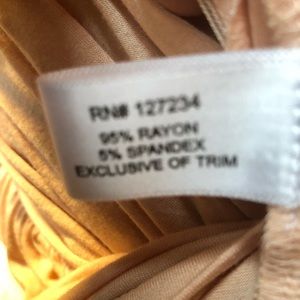 RN# 127234
95% RAYON
5% SPANDEX
EXCLUSIVE OF TRIM